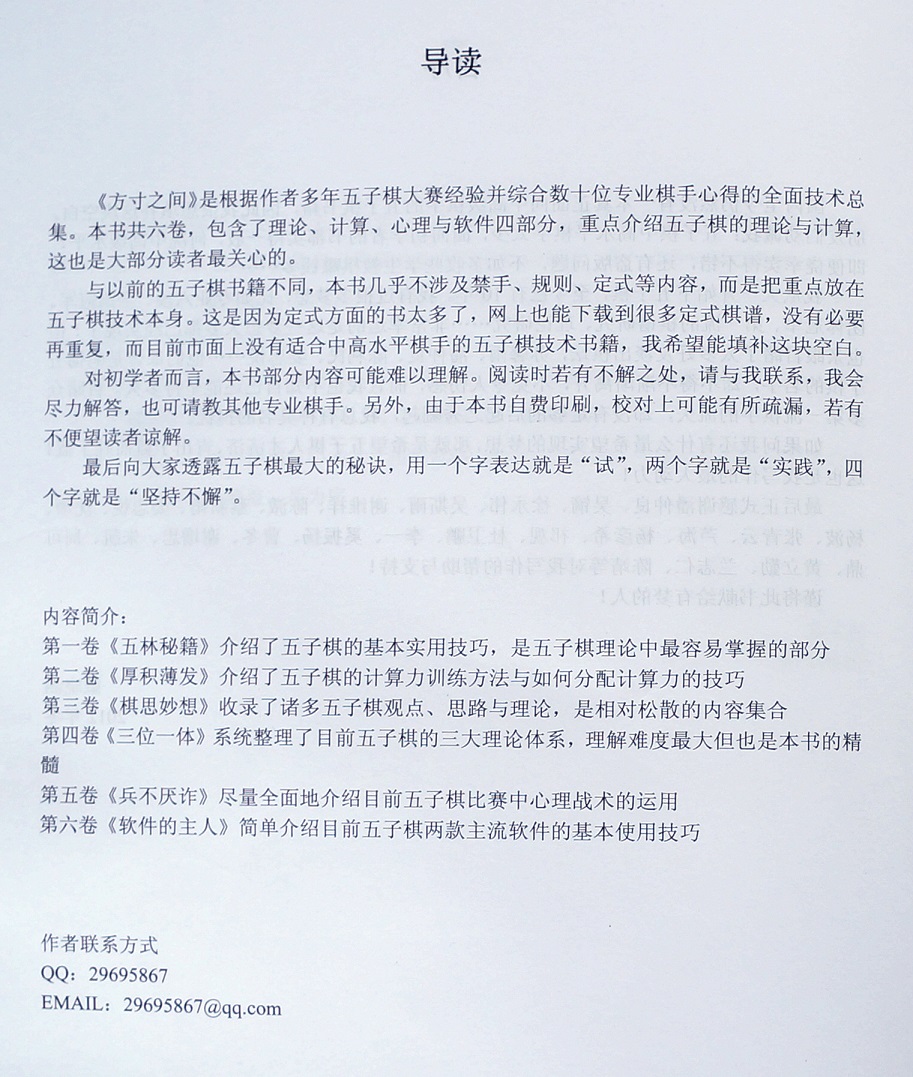 导读
《方寸之间》是根据作者多年五子棋大赛经验并综合数十位专业棋手心得的全面技术总
集。本书共六卷，包含了理论、计算、心理与软件四部分，重点介绍五子棋的理论与计算，
这也是大部分读者最关心的。
与以前的五子棋书籍不同，本书几乎不涉及禁手、规则、定式等内容，而是把重点放在
五子棋技术本身。这是因为定式方面的书太多了，网上也能下载到很多定式棋谱，没有必要
再重复，而目前市面上没有适合中高水平棋手的五子棋技术书籍，我希望能填补这块空白。
对初学者而言，本书部分内容可能难以理解。阅读时若有不解之处，请与我联系，我会
尽力解答，也可请教其他专业棋手。另外，由于本书自费印刷，校对上可能有所疏漏，若有
不便望读者谅解。
最后向大家透露五子棋最大的秘诀，用一个字表达就是“试”，两个字就是“实践”，四
个字就是“坚持不懈”。
内容简介：
第一卷《五林秘籍》介绍了五子棋的基本实用技巧，是五子棋理论中最容易掌握的部分
第二卷《厚积薄发》介绍了五子棋的计算力训练方法与如何分配计算力的技巧
第三卷《棋思妙想》收录了诸多五子棋观点、思路与理论，是相对松散的内容集合
第四卷《三位一体》系统整理了目前五子棋的三大理论体系，理解难度最大但也是本书的精
髓
第五卷《兵不厌诈》尽量全面地介绍目前五子棋比赛中心理战术的运用
第六卷《软件的主人》简单介绍目前五子棋两款主流软件的基本使用技巧
作者联系方式
QQ：29695867
EMAIL：29695867@qq.com